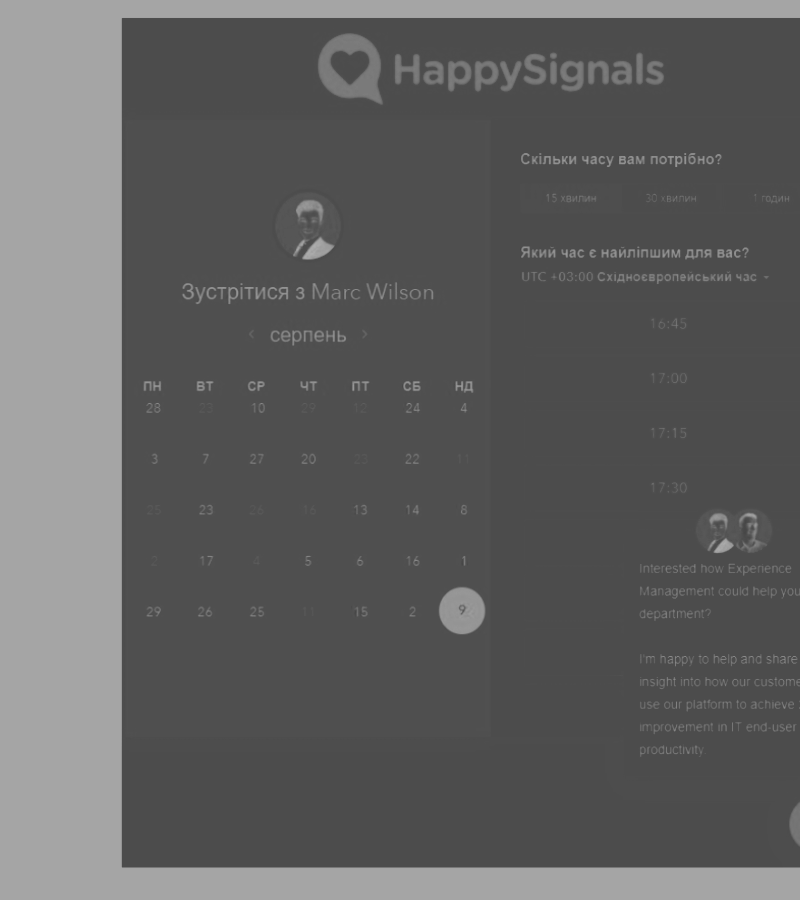 HappySignals
Зустрітися з Marc Wilson
серпень
ПН ВТ СР ЧТ ПТ СБ НД
28 23 10 29 12 24 4
3 7 27 20 22 11
25 23 26 16 13 14 8
2 17 4 5 6 16 1
29 26 25 11 15 2 9
Скільки часу вам потрібно?
15 хвилин 30 хвилин 1 годин
Який час є найліпшим для вас?
UTC +03:00 Східноєвропейський час
16:45
17:00
17:15
17:30
Interested how Experience
Management could help you
department?
I'm happy to help and share
insight into how our custome
use our platform to achieve
improvement in IT end-user
productivity.